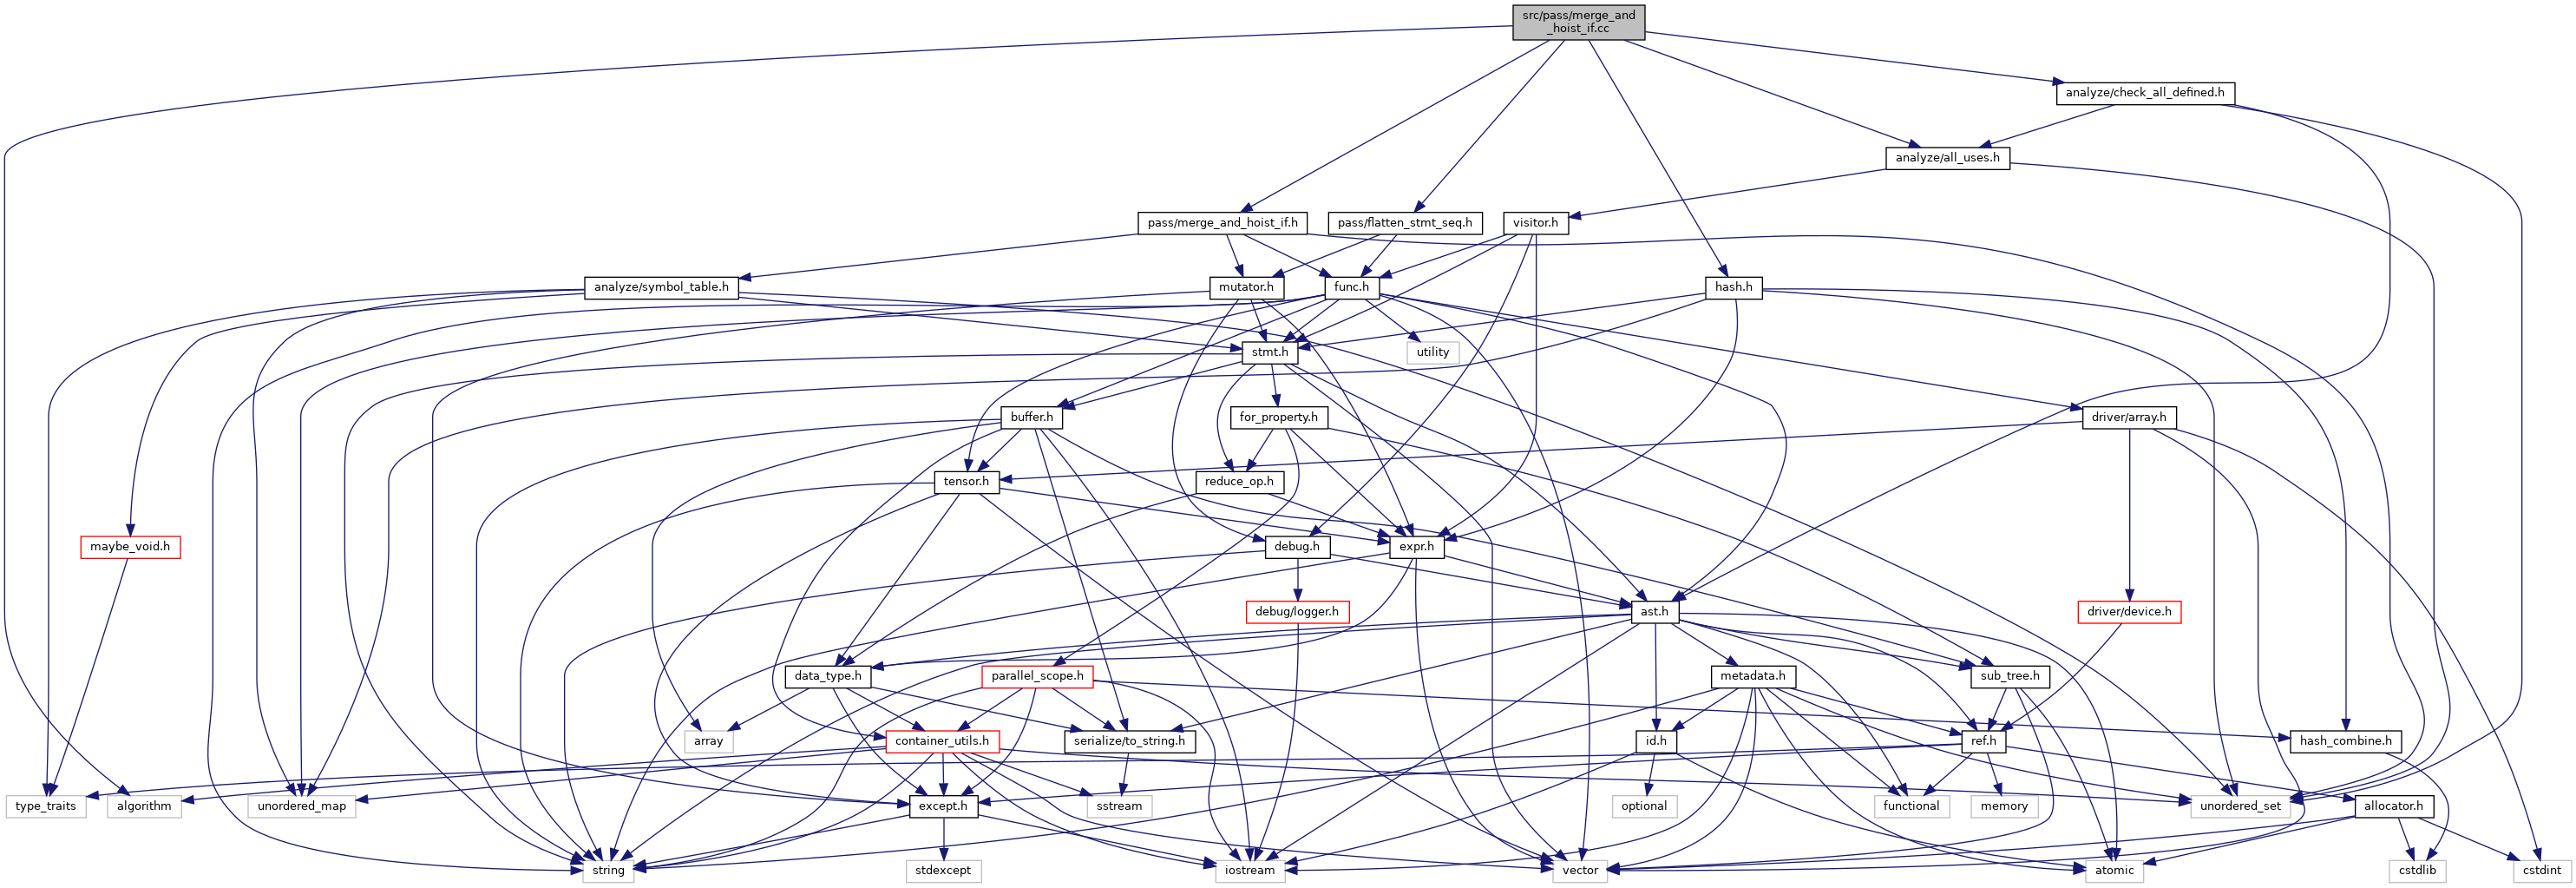 src/pass/merge_and
_hoist_if.cc
analyze/check_all_defined.h
analyze/all_uses.h
pass/merge_and_hoist_if.h
pass/flatten_stmt_seq.h
visitor.h
analyze/symbol_table.h
mutator.h
func.h
hash.h
stmt.h
utility
buffer.h
for_property.h
driver/array.h
tensor.h
reduce_op.h
maybe_void.h
debug.h
expr.h
debug/logger.h
ast.h
driver/device.h
data_type.h
parallel_scope.h
metadata.h
sub_tree.h
array
container_utils.h
serialize/to_string.h
id.h
ref.h
hash_combine.h
type_traits
algorithm
unordered_map
except.h
sstream
optional
functional
memory
unordered_set
allocator.h
string
stdexcept
iostream
vector
atomic
cstdlib
cstdint